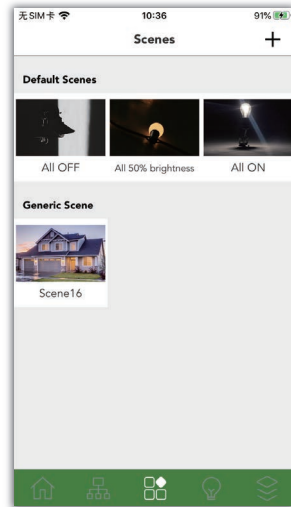 无SIM卡 10:36 91%
Scenes +
Default Scenes
All OFF All 50% brightness All ON
Generic Scene
Scene16